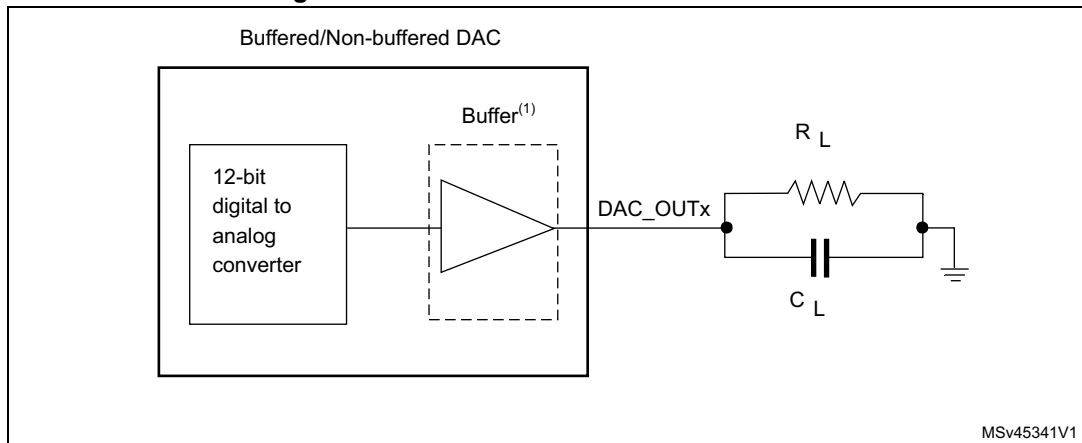 Buffered/Non-buffered DAC
Buffer(1)
12-bit
digital to
analog
converter
DAC_OUTx
R L
C L
MSv45341V1